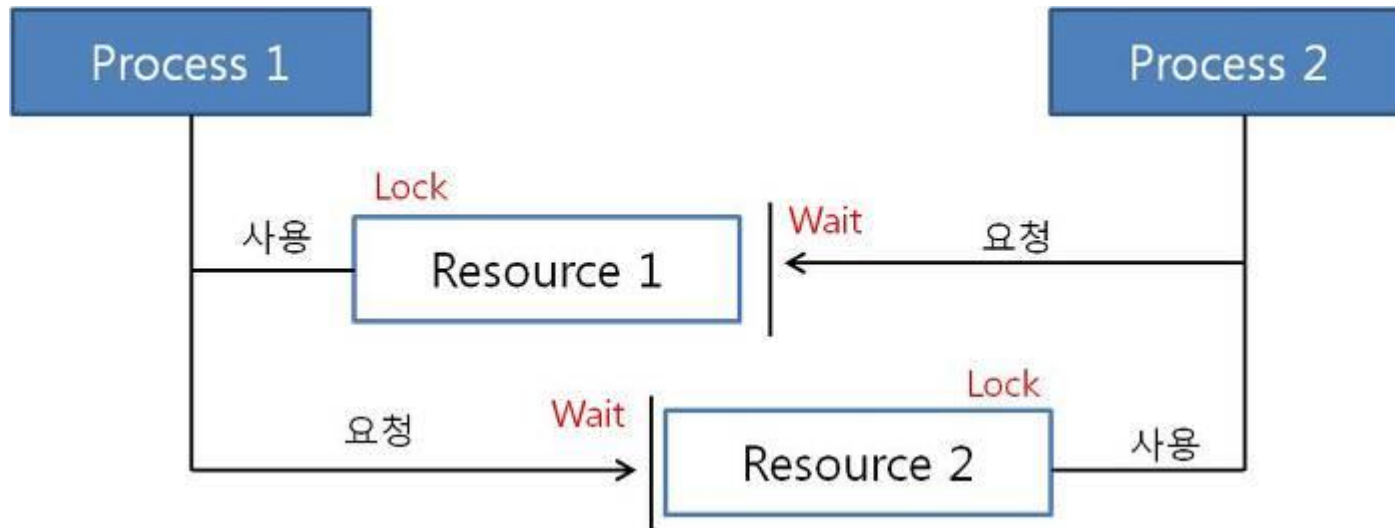 Process 1
Process 2
Lock
사용
Resource 1
Wait
요청
요청
Wait
Lock
Resource 2
사용